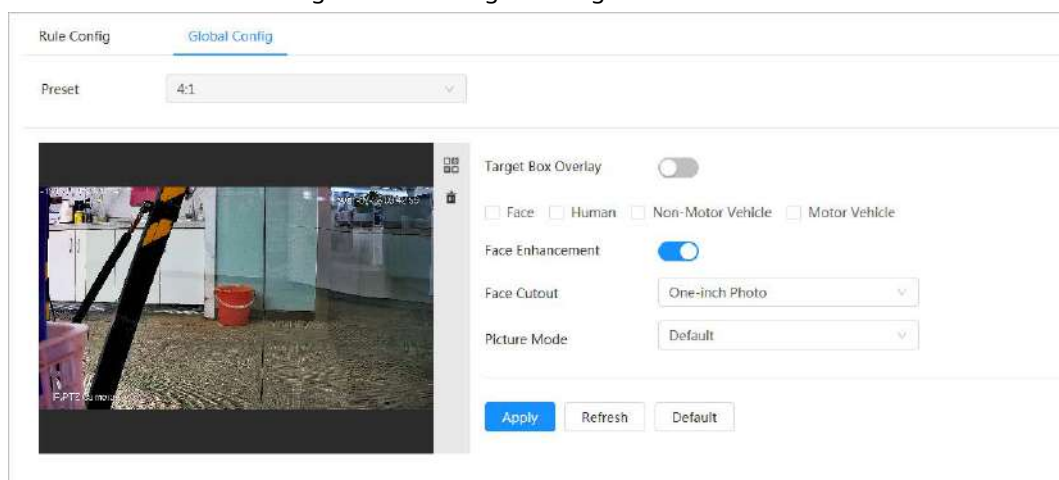 Rule Config Global Config
Preset 4:1
Target Box Overlay
Face Human Non-Motor Vehicle Motor Vehicle
Face Enhancement
Face Cutout One-inch Photo
Picture Mode Default
Apply Refresh Default